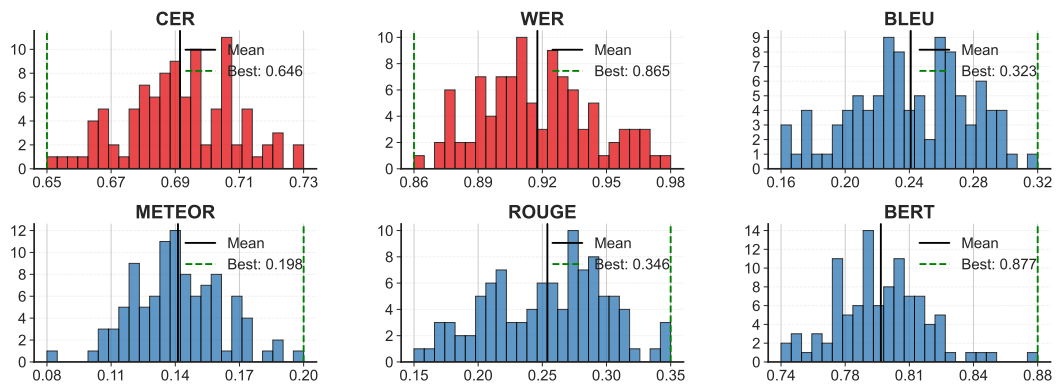 CER
10
8
6
4
2
0
0.65 0.67 0.69 0.71 0.73
Mean
Best: 0.646
WER
10
8
6
4
2
0
0.86 0.89 0.92 0.95 0.98
Mean
Best: 0.865
BLEU
9
8
7
6
5
4
3
2
1
0
0.16 0.20 0.24 0.28 0.32
Mean
Best: 0.323
METEOR
12
10
8
6
4
2
0
0.08 0.11 0.14 0.17 0.20
Mean
Best: 0.198
ROUGE
10
8
6
4
2
0
0.15 0.20 0.25 0.30 0.35
Mean
Best: 0.346
BERT
14
12
10
8
6
4
2
0
0.74 0.78 0.81 0.84 0.88
Mean
Best: 0.877